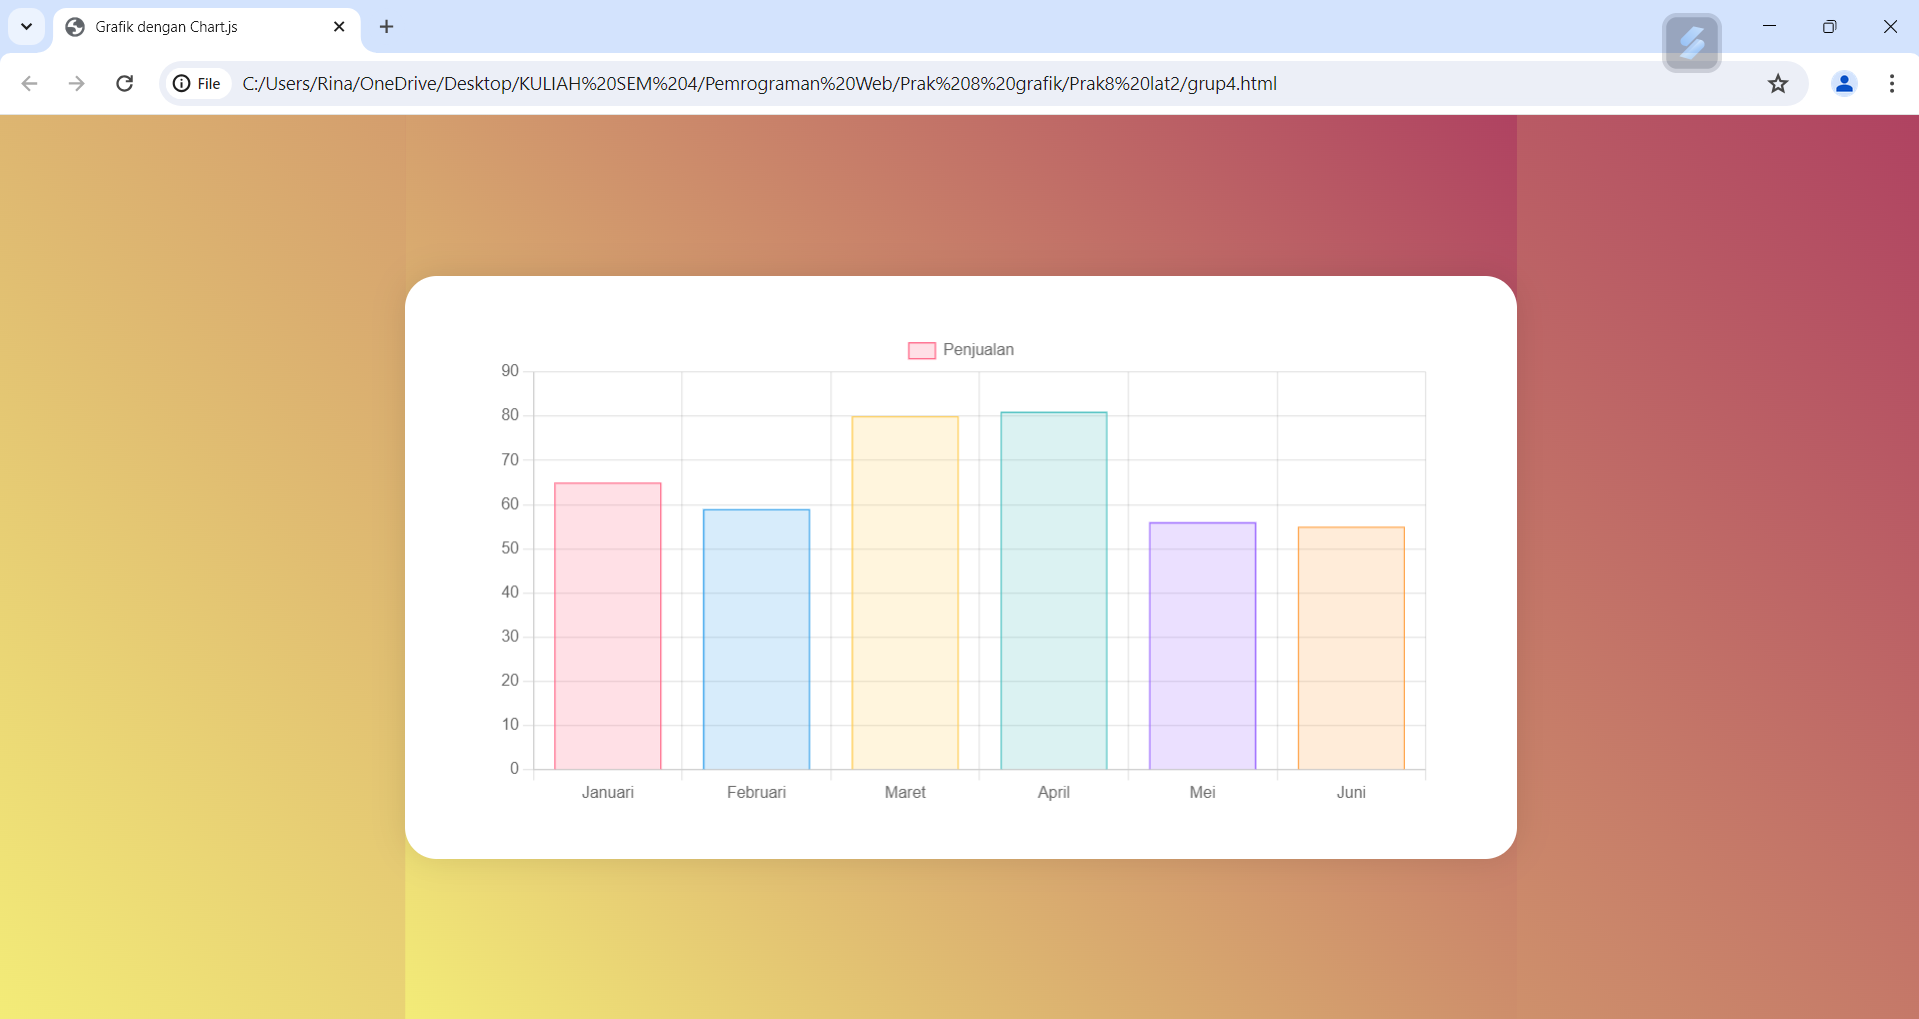 Grafik dengan Chart.js
File C:/Users/Rina/OneDrive/Desktop/KULIAH%20SEM%204/Pemrograman%20Web/Prak%208%20grafik/Prak8%20lat2/grup4.html
Penjualan
90
80
70
60
50
40
30
20
10
0
Januari Februari Maret April Mei Juni